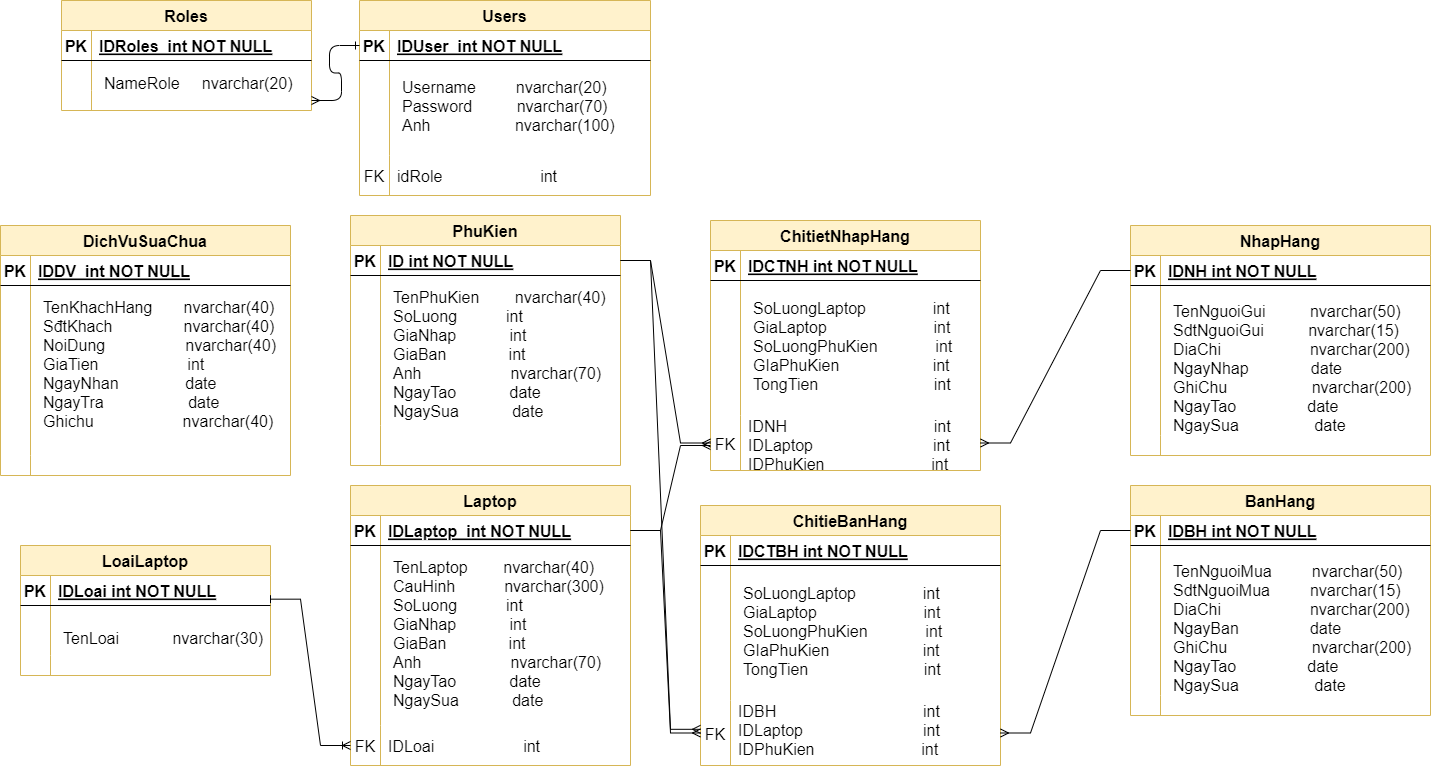 Roles
PK IDRoles int NOT NULL
NameRole nvarchar(20)
Users
PK IDUser int NOT NULL
Username nvarchar(20)
Password nvarchar(70)
Anh nvarchar(100)
FK idRole int
DichVuSuaChua
PK IDDV int NOT NULL
TenKhachHang nvarchar(40)
SđtKhach nvarchar(40)
NoiDung nvarchar(40)
GiaTien int
NgayNhan date
NgayTra date
Ghichu nvarchar(40)
PhuKien
PK ID int NOT NULL
TenPhuKien nvarchar(40)
SoLuong int
GiaNhap int
GiaBan int
Anh nvarchar(70)
NgayTao date
NgaySua date
ChitietNhapHang
PK IDCTNH int NOT NULL
SoLuongLaptop int
GiaLaptop int
SoLuongPhuKien int
GIaPhuKien int
TongTien int
IDNH int
FK IDLaptop int
IDPhuKien int
NhapHang
PK IDNH int NOT NULL
TenNguoiGui nvarchar(50)
SdtNguoiGui nvarchar(15)
DiaChi nvarchar(200)
NgayNhap date
GhiChu nvarchar(200)
NgayTao date
NgaySua date
LoaiLaptop
PK IDLoai int NOT NULL
TenLoai nvarchar(30)
Laptop
PK IDLaptop int NOT NULL
TenLaptop nvarchar(40)
CauHinh nvarchar(300)
SoLuong int
GiaNhap int
GiaBan int
Anh nvarchar(70)
NgayTao date
NgaySua date
FK IDLoai int
ChitieBanHang
PK IDCTBH int NOT NULL
SoLuongLaptop int
GiaLaptop int
SoLuongPhuKien int
GIaPhuKien int
TongTien int
IDBH int
FK IDLaptop int
IDPhuKien int
BanHang
PK IDBH int NOT NULL
TenNguoiMua nvarchar(50)
SdtNguoiMua nvarchar(15)
DiaChi nvarchar(200)
NgayBan date
GhiChu nvarchar(200)
NgayTao date
NgaySua date